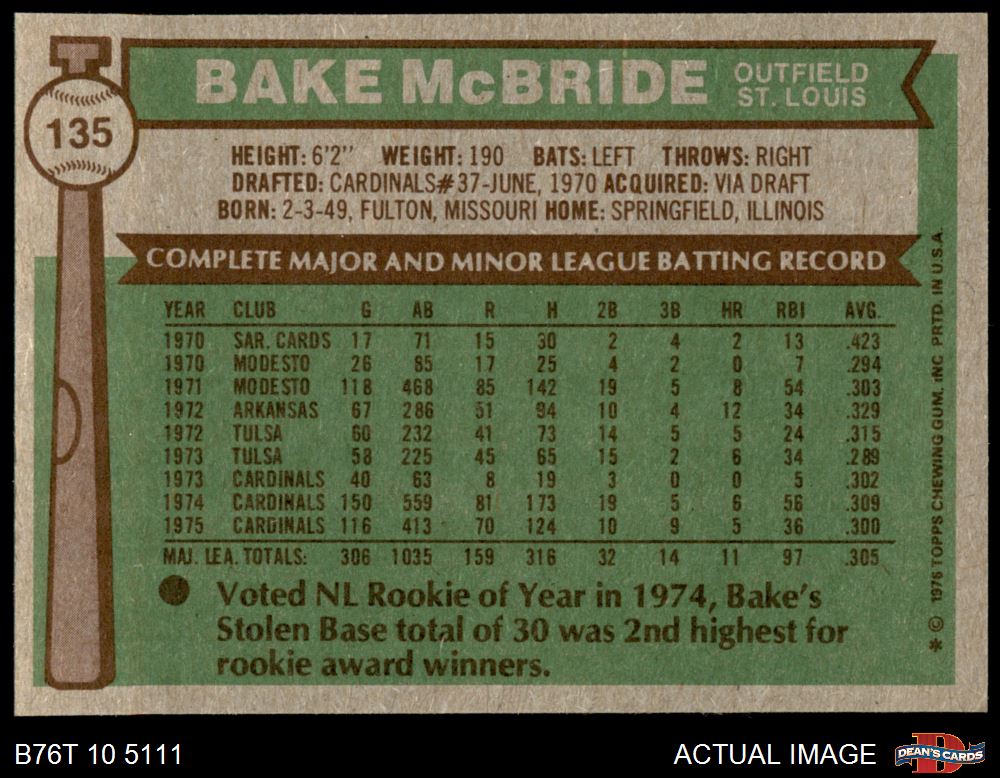 BAKE McBRIDE
OUTFIELD
ST. LOUIS
135
HEIGHT: 6'2" WEIGHT: 190 BATS: LEFT THROWS: RIGHT
DRAFTED: CARDINALS#37-JUNE, 1970 ACQUIRED: VIA DRAFT
BORN: 2-3-49, FULTON, MISSOURI HOME: SPRINGFIELD, ILLINOIS
COMPLETE MAJOR AND MINOR LEAGUE BATTING RECORD
YEAR CLUB G AB R H 2B 3B HR RBI AVG.
1970 SAR. CARDS 17 71 15 30 2 4 2 13 .423
1970 MODESTO 26 85 17 25 4 2 0 7 .294
1971 MODESTO 118 468 85 142 19 5 8 54 .303
1972 ARKANSAS 67 286 51 94 10 4 12 34 .329
1972 TULSA 60 232 41 73 14 5 5 24 .315
1973 TULSA 58 225 45 65 15 2 6 34 .289
1973 CARDINALS 40 63 8 19 3 0 0 5 .302
1974 CARDINALS 150 559 81 173 19 5 6 56 .309
1975 CARDINALS 116 413 70 124 10 9 5 36 .300
MAJ. LEA. TOTALS: 306 1035 159 316 32 14 11 97 .305
Voted NL Rookie of Year in 1974, Bake's
Stolen Base total of 30 was 2nd highest for
rookie award winners.
* © 1976 TOPPS CHEWING GUM, INC PRTD. IN U.S.A.
B76T 10 5111
ACTUAL IMAGE
DEAN'S CARDS